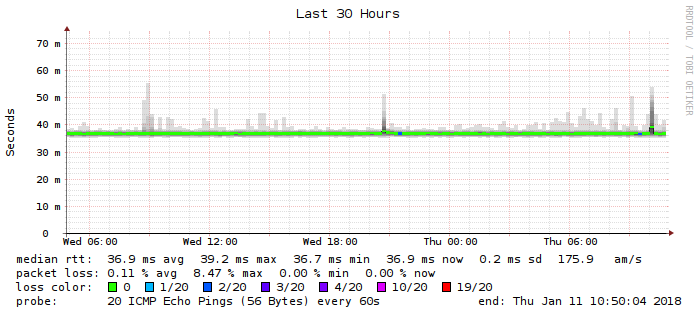 Last 30 Hours
RRDTOOL / TOBI OETIKER
Seconds
70 m
60 m
50 m
40 m
30 m
20 m
10 m
0
Wed 06:00 Wed 12:00 Wed 18:00 Thu 00:00 Thu 06:00
median rtt: 36.9 ms avg 39.2 ms max 36.7 ms min 36.9 ms now 0.2 ms sd 175.9 am/s
packet loss: 0.11 % avg 8.47 % max 0.00 % min 0.00 % now
loss color: 0 1/20 2/20 3/20 4/20 10/20 19/20
probe: 20 ICMP Echo Pings (56 Bytes) every 60s end: Thu Jan 11 10:50:04 2018